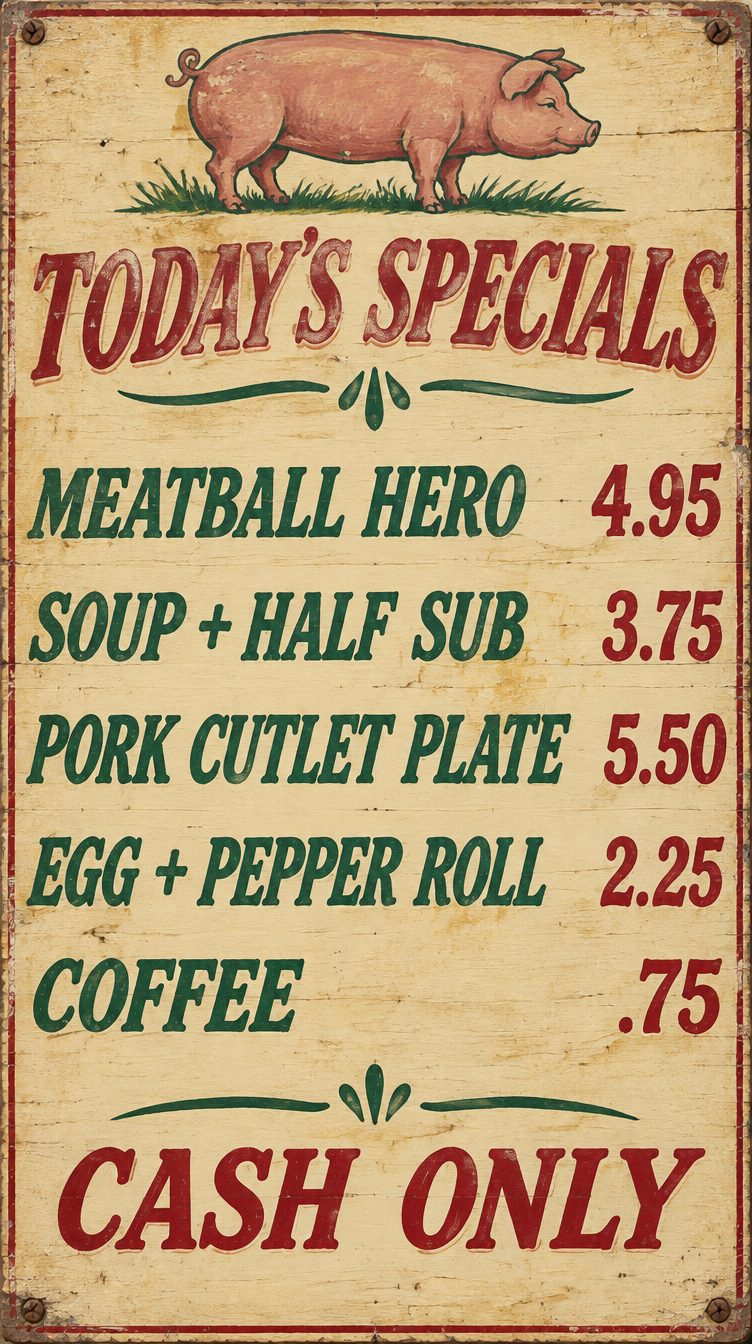 TODAY'S SPECIALS
MEATBALL HERO 4.95
SOUP + HALF SUB 3.75
PORK CUTLET PLATE 5.50
EGG + PEPPER ROLL 2.25
COFFEE .75
CASH ONLY